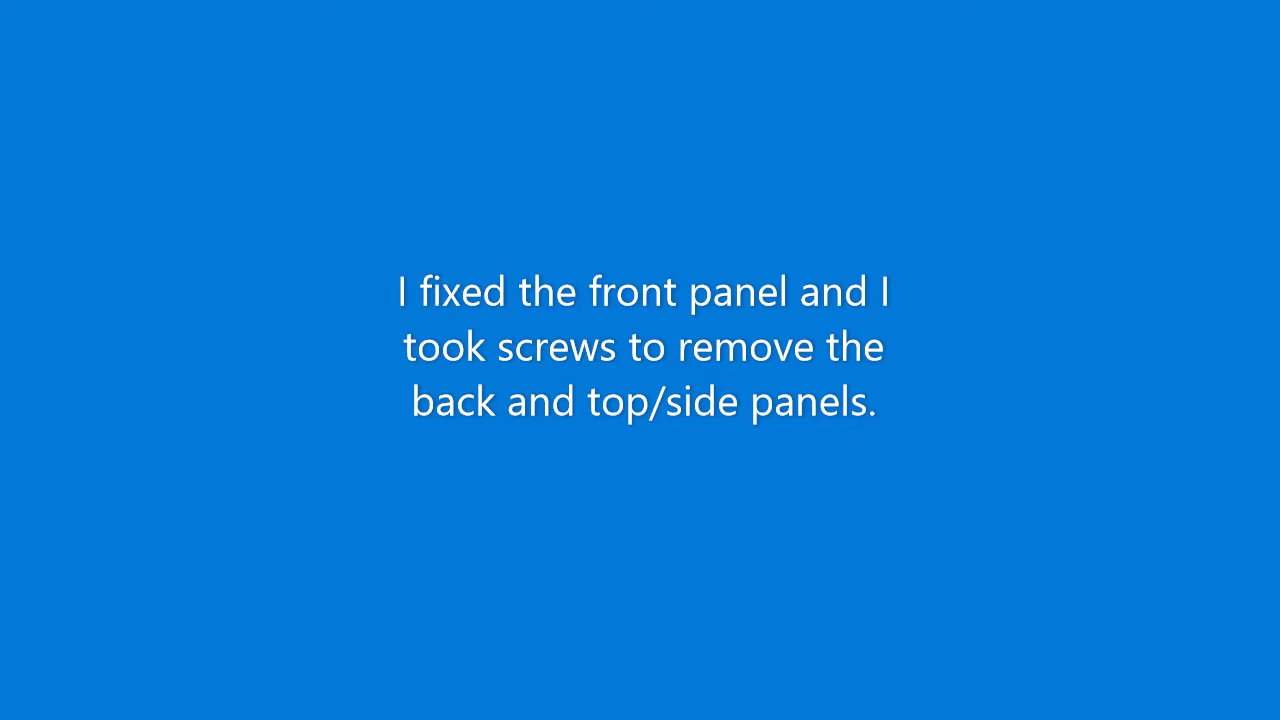 I fixed the front panel and I
took screws to remove the
back and top/side panels.